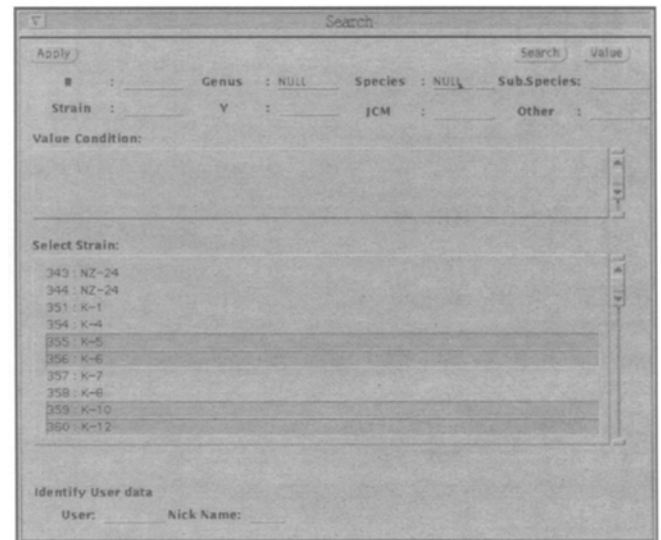 Search
Apply Search Value
# : Genus : NULL Species : NULL Sub.Species:
Strain : Y : JCM : Other :
Value Condition:
Select Strain:
343 : NZ-24
344 : NZ-24
351 : K-1
354 : K-4
355 : K-5
356 : K-6
357 : K-7
358 : K-8
359 : K-10
360 : K-12
Identify User data
User: Nick Name: